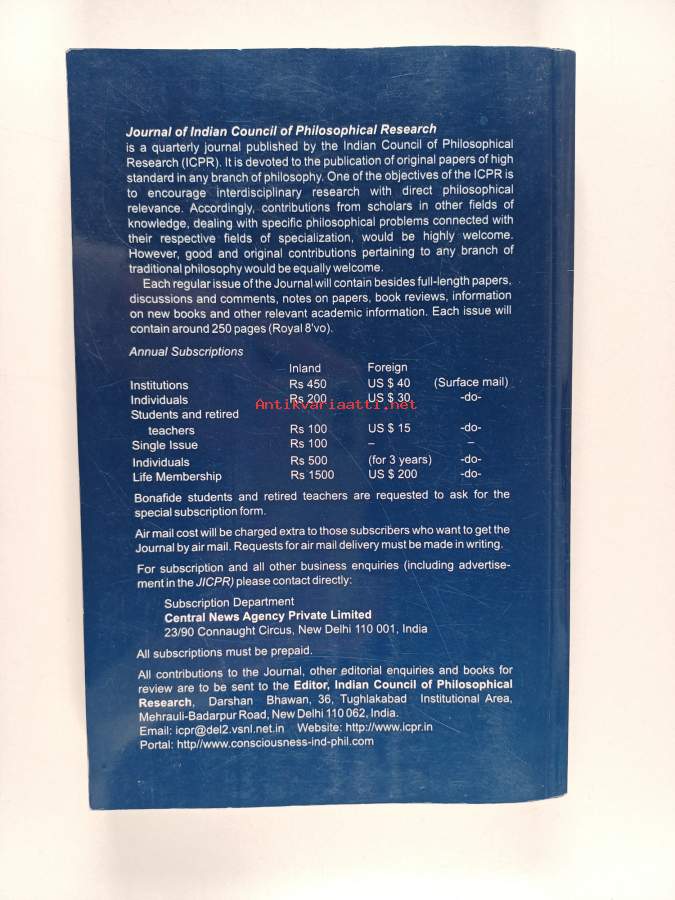 Journal of Indian Council of Philosophical Research
is a quarterly journal published by the Indian Council of Philosophical
Research (ICPR). It is devoted to the publication of original papers of high
standard in any branch of philosophy. One of the objectives of the ICPR is
to encourage interdisciplinary research with direct philosophical
relevance. Accordingly, contributions from scholars in other fields of
knowledge, dealing with specific philosophical problems connected with
their respective fields of specialization, would be highly welcome.
However, good and original contributions pertaining to any branch of
traditional philosophy would be equally welcome.
Each regular issue of the Journal will contain besides full-length papers,
discussions and comments, notes on papers, book reviews, information
on new books and other relevant academic information. Each issue will
contain around 250 pages (Royal 8'vo).
Annual Subscriptions
Inland Foreign
Institutions Rs 450 US $ 40 (Surface mail)
Individuals Rs 200 US $ 30 -do-
Antikvariaatti.net
Students and retired
teachers Rs 100 US $ 15 -do-
Single Issue Rs 100 – –
Individuals Rs 500 (for 3 years) -do-
Life Membership Rs 1500 US $ 200 -do-
Bonafide students and retired teachers are requested to ask for the
special subscription form.
Air mail cost will be charged extra to those subscribers who want to get the
Journal by air mail. Requests for air mail delivery must be made in writing.
For subscription and all other business enquiries (including advertise-
ment in the JICPR) please contact directly:
Subscription Department
Central News Agency Private Limited
23/90 Connaught Circus, New Delhi 110 001, India
All subscriptions must be prepaid.
All contributions to the Journal, other editorial enquiries and books for
review are to be sent to the Editor, Indian Council of Philosophical
Research, Darshan Bhawan, 36, Tughlakabad Institutional Area,
Mehrauli-Badarpur Road, New Delhi 110 062, India.
Email: icpr@del2.vsnl.net.in Website: http://www.icpr.in
Portal: http//www.consciousness-ind-phil.com